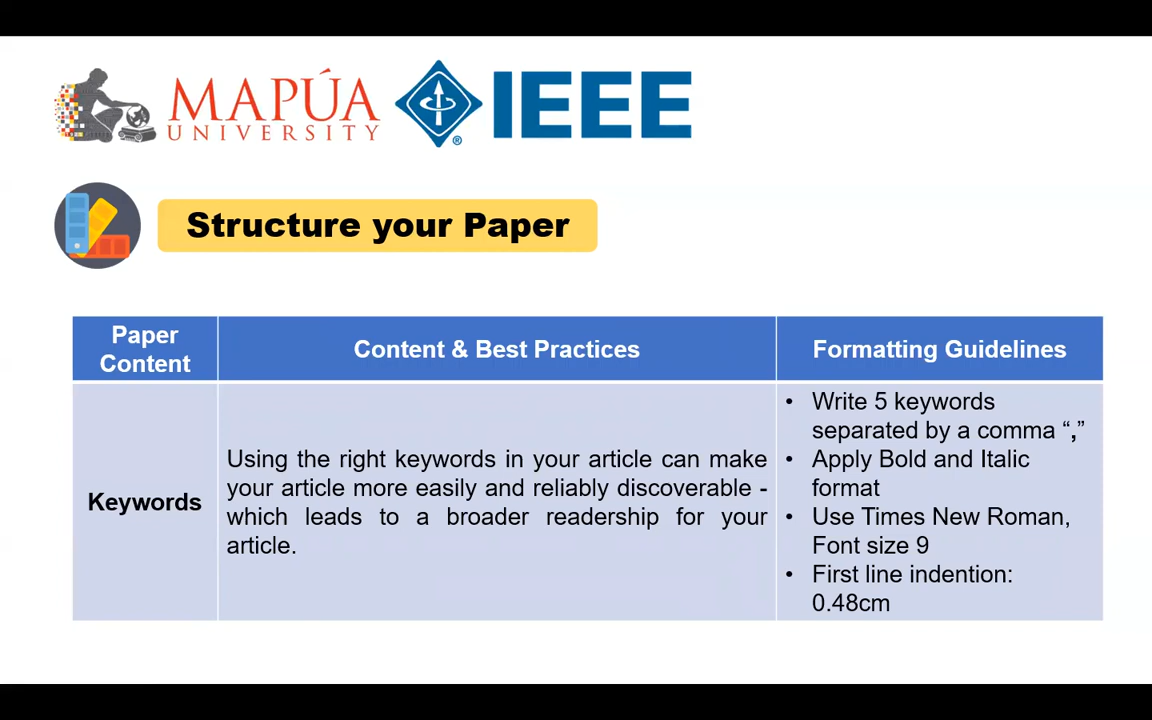 MAPÚA
UNIVERSITY
IEEE
®
Structure your Paper
Paper
Content
Content & Best Practices
Formatting Guidelines
Keywords
Using the right keywords in your article can make
your article more easily and reliably discoverable -
which leads to a broader readership for your
article.
• Write 5 keywords
separated by a comma “,”
• Apply Bold and Italic
format
• Use Times New Roman,
Font size 9
• First line indention:
0.48cm